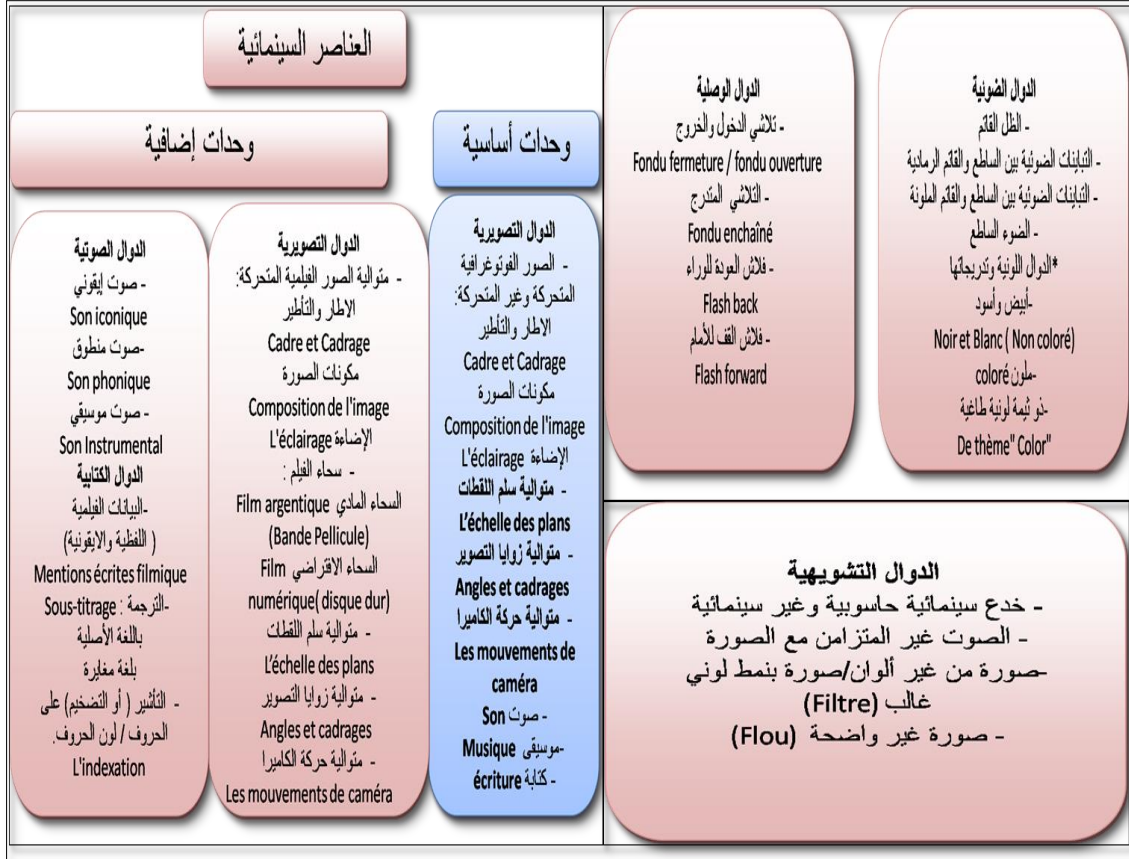 العناصر السينمائية
وحدات أساسية
وحدات إضافية
الدوال التصويرية
- الصور الفوتوغرافية
المتحركة وغير المتحركة:
الاطار والتأطير
Cadre et Cadrage
مكونات الصورة
Composition de l'image
الإضاءة L'éclairage
- متوالية سلم اللقطات
L'échelle des plans
- متوالية زوايا التصوير
Angles et cadrages
- متوالية حركة الكاميرا
Les mouvements de
caméra
- صوت Son
-موسيقى Musique
- كتابة écriture
الدوال التصويرية
- متوالية الصور الفيلمية المتحركة:
الاطار والتأطير
Cadre et Cadrage
مكونات الصورة
Composition de l'image
الإضاءة L'éclairage
- سحاء الفيلم :
السحاء المادي Film argentique
(Bande Pellicule)
السحاء الافتراضي Film
numérique( disque dur)
- متوالية سلم اللقطات
L'échelle des plans
- متوالية زوايا التصوير
Angles et cadrages
- متوالية حركة الكاميرا
Les mouvements de caméra
الدوال الصوتية
- صوت إيقوني
Son iconique
-صوت منطوق
Son phonique
- صوت موسيقي
Son Instrumental
الدوال الكتابية
-البيانات الفيلمية
( اللفظية والايقونية)
Mentions écrites filmique
-الترجمة : Sous-titrage
باللغة الأصلية
بلغة مغايرة
- التأشير ( أو التضخيم) على
الحروف / لون الحروف.
L'indexation
الدوال الضوئية
- الظل القاتم
- التباينات الضوئية بين الساطع والقاتم الرمادية
- التباينات الضوئية بين الساطع والقاتم الملونة
- الضوء الساطع
*الدوال اللونية وتدريجاتها
-أبيض وأسود
Noir et Blanc ( Non coloré)
-ملون coloré
-ذو ثيمة لونية طاغية
De thème" Color"
الدوال الوصلية
- تلاشي الدخول والخروج
Fondu fermeture / fondu ouverture
- التلاشي المتدرج
Fondu enchaîné
- فلاش العودة للوراء
Flash back
- فلاش القف للأمام
Flash forward
الدوال التشويهية
- خدع سينمائية حاسوبية وغير سينمائية
- الصوت غير المتزامن مع الصورة
-صورة من غير ألوان/صورة بنمط لوني
غالب (Filtre)
- صورة غير واضحة (Flou)